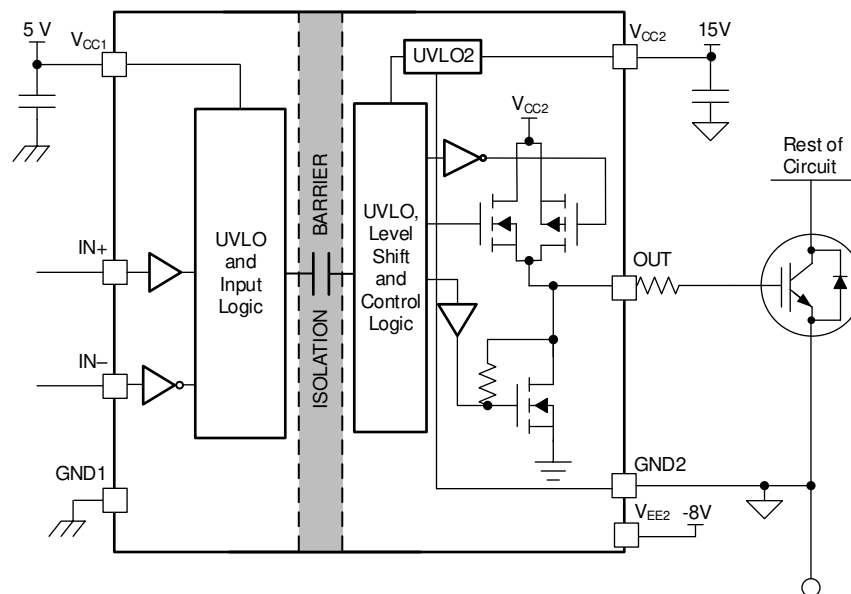 5 V
VCC1
UVLO2
VCC2
15V
VCC2
Rest of
Circuit
UVLO
and
Input
Logic
ISOLATION BARRIER
UVLO,
Level
Shift
and
Control
Logic
IN+
OUT
IN−
GND1
GND2
VEE2
-8V